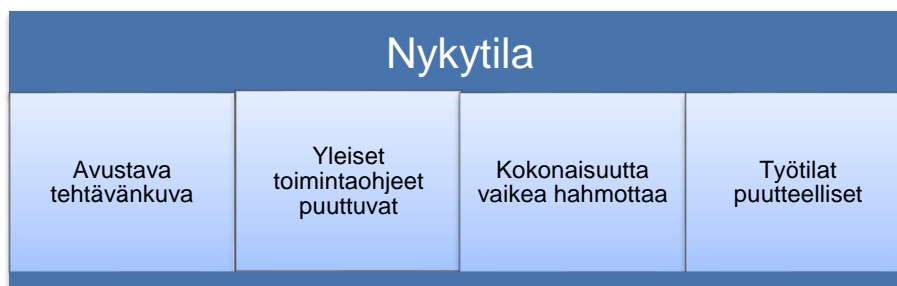 Nykytila
Avustava
tehtävänkuva
Yleiset
toimintaohjeet
puuttuvat
Kokonaisuutta
vaikea hahmottaa
Työtilat
puutteelliset